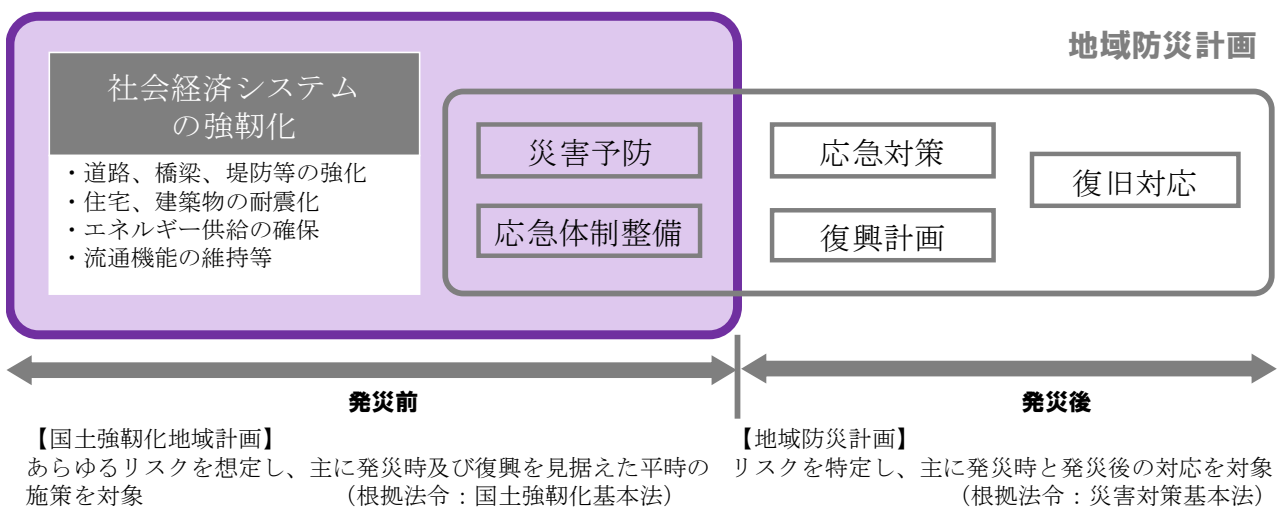 地域防災計画
社会経済システム
の強靱化
・道路、橋梁、堤防等の強化
・住宅、建築物の耐震化
・エネルギー供給の確保
・流通機能の維持等
災害予防
応急体制整備
応急対策
復興計画
復旧対応
発災前
発災後
【国土強靱化地域計画】
あらゆるリスクを想定し、主に発災時及び復興を見据えた平時の
施策を対象 (根拠法令：国土強靱化基本法)
【地域防災計画】
リスクを特定し、主に発災時と発災後の対応を対象
(根拠法令：災害対策基本法)